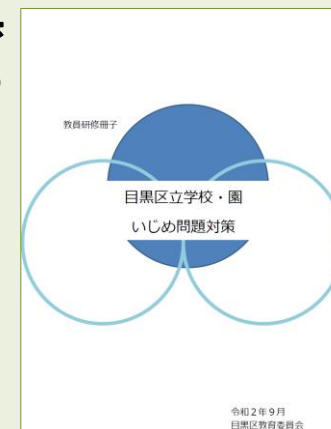 教員研修冊子
目黒区立学校・園
いじめ問題対策
令和2年9月
目黒区教育委員会